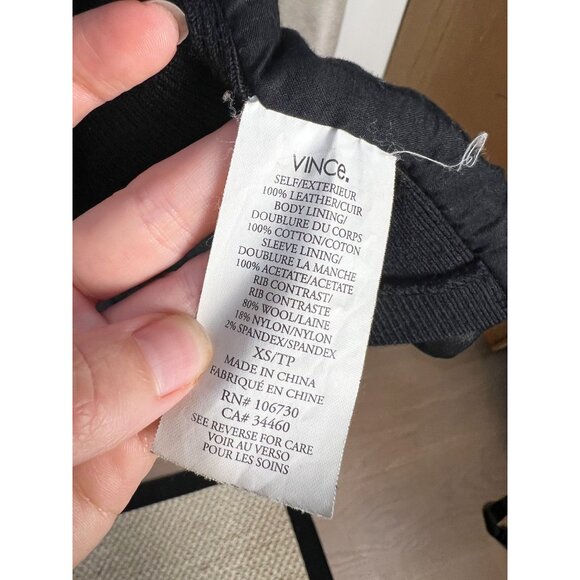 VINCe.
SELF/EXTERIEUR
100% LEATHER/CUIR
BODY LINING/
DOUBLURE DU CORPS
100% COTTON/COTON
SLEEVE LINING/
DOUBLURE LA MANCHE
100% ACETATE/ACETATE
RIB CONTRAST/
RIB CONTRASTE
80% WOOL/LAINE
18% NYLON/NYLON
2% SPANDEX/SPANDEX
XS/TP
MADE IN CHINA
FABRIQUÉ EN CHINE
RN# 106730
CA# 34460
SEE REVERSE FOR CARE
VOIR AU VERSO
POUR LES SOINS